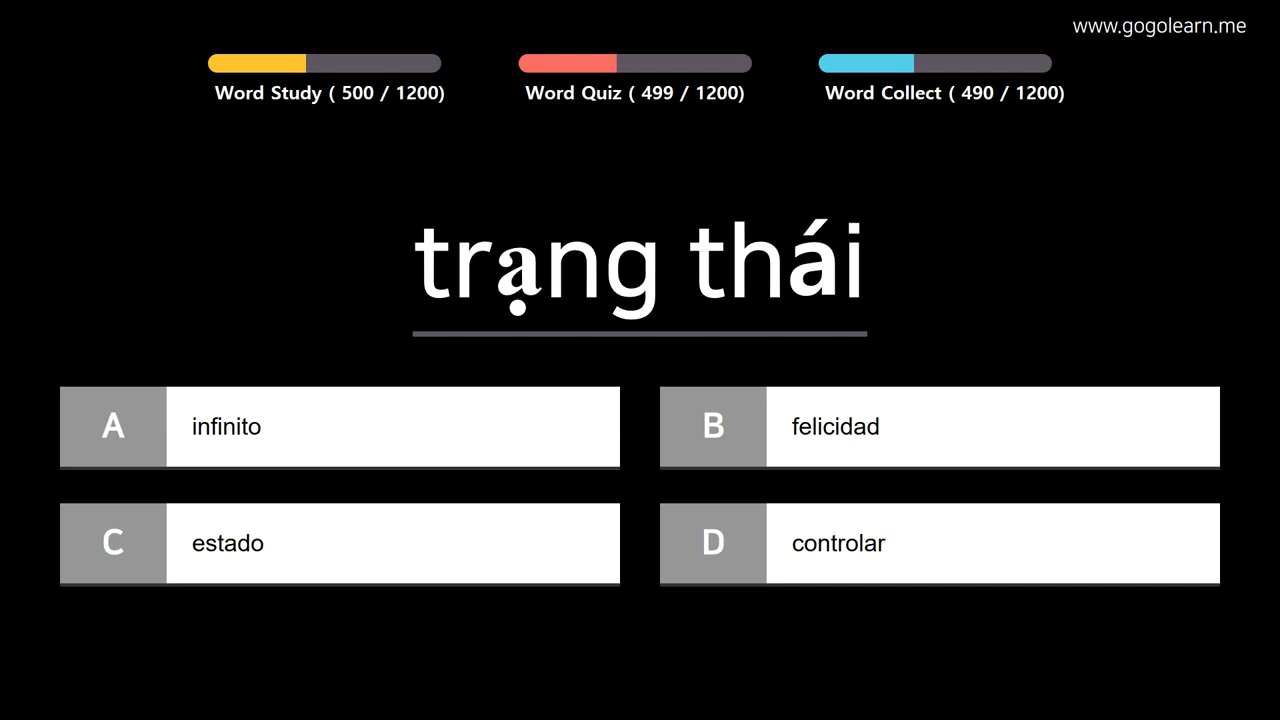 www.gogolearn.me
Word Study ( 500 / 1200)
Word Quiz ( 499 / 1200)
Word Collect ( 490 / 1200)
trạng thái
A infinito
B felicidad
C estado
D controlar